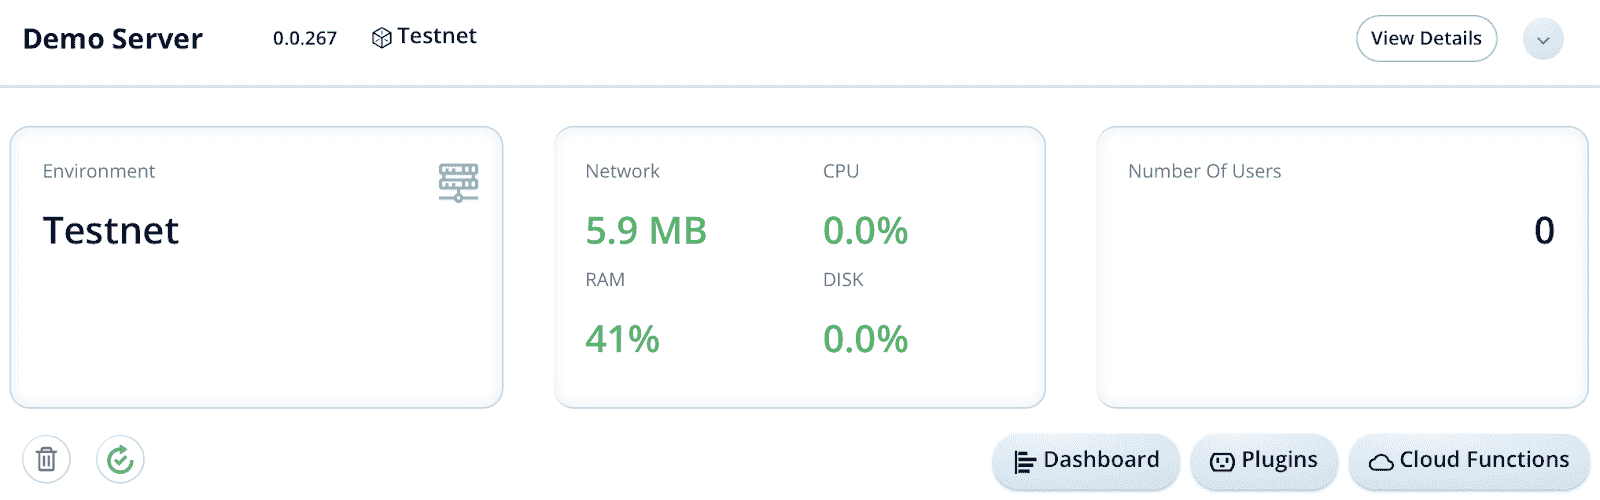 Demo Server 0.0.267 Testnet View Details
Environment
Testnet
Network CPU
5.9 MB 0.0%
RAM DISK
41% 0.0%
Number Of Users
0
Dashboard Plugins Cloud Functions